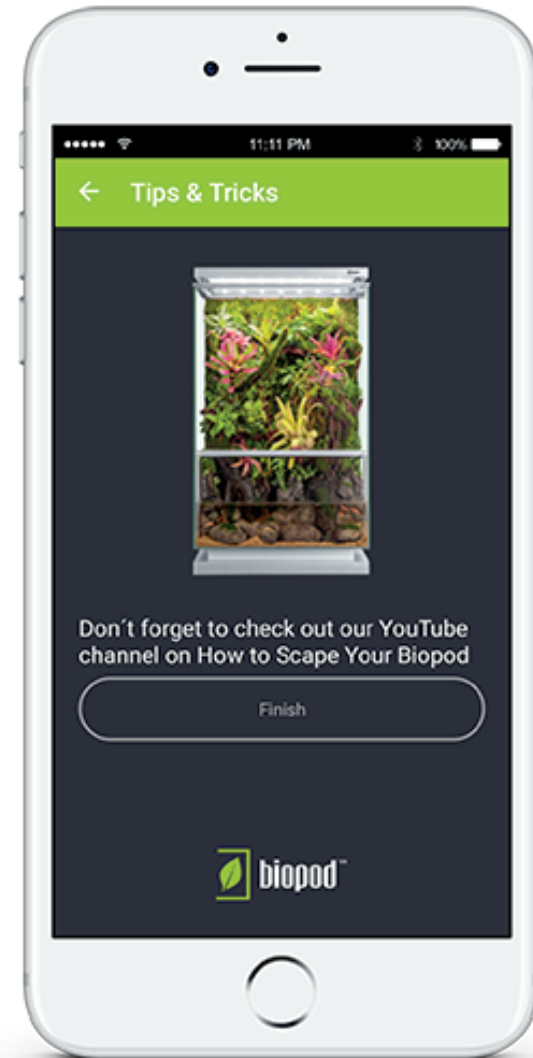 11:11 PM 100%
Tips & Tricks
Don´t forget to check out our YouTube
channel on How to Scape Your Biopod
Finish
biopod™